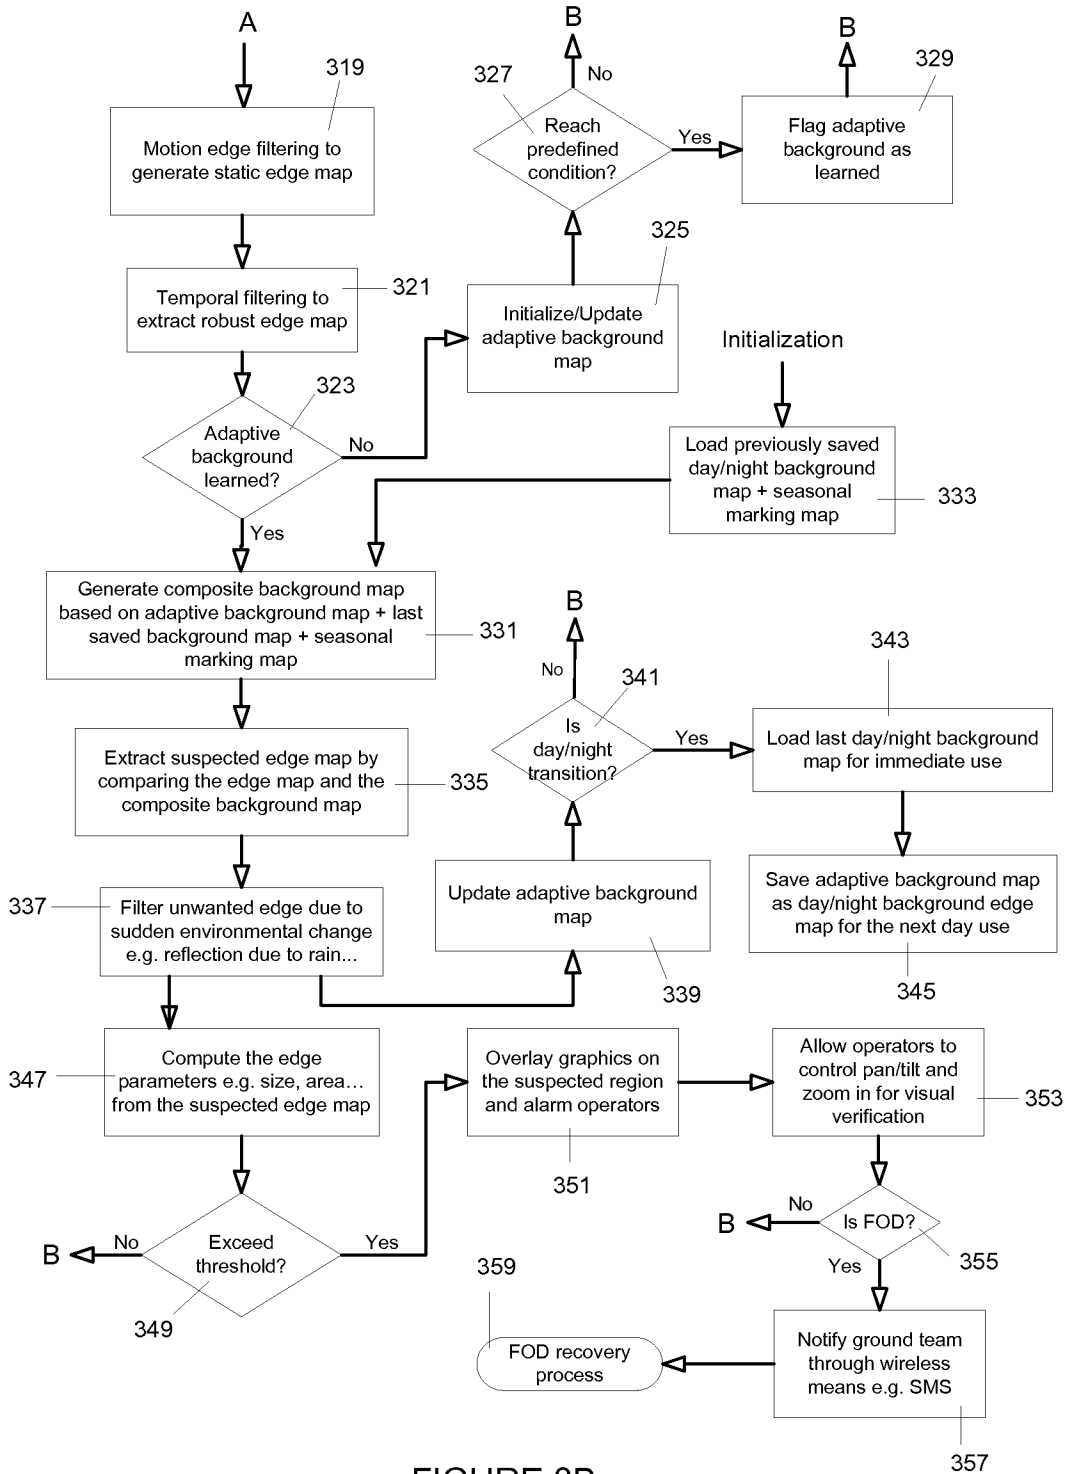 A
319
Motion edge filtering to
generate static edge map
321
Temporal filtering to
extract robust edge map
323
Adaptive
background
learned?
No
Yes
325
Initialize/Update
adaptive background
map
327
Reach
predefined
condition?
No
B
Yes
329
Flag adaptive
background as
learned
B
Initialization
Load previously saved
day/night background
map + seasonal
marking map
333
Generate composite background map
based on adaptive background map + last
saved background map + seasonal
marking map
331
Extract suspected edge map by
comparing the edge map and the
composite background map
335
337
Filter unwanted edge due to
sudden environmental change
e.g. reflection due to rain...
Update adaptive background
map
339
B
No
341
Is
day/night
transition?
Yes
343
Load last day/night background
map for immediate use
Save adaptive background map
as day/night background edge
map for the next day use
345
347
Compute the edge
parameters e.g. size, area...
from the suspected edge map
Exceed
threshold?
349
No
B
Yes
Overlay graphics on
the suspected region
and alarm operators
351
Allow operators to
control pan/tilt and
zoom in for visual
verification
353
Is FOD?
355
No
B
Yes
Notify ground team
through wireless
means e.g. SMS
357
359
FOD recovery
process